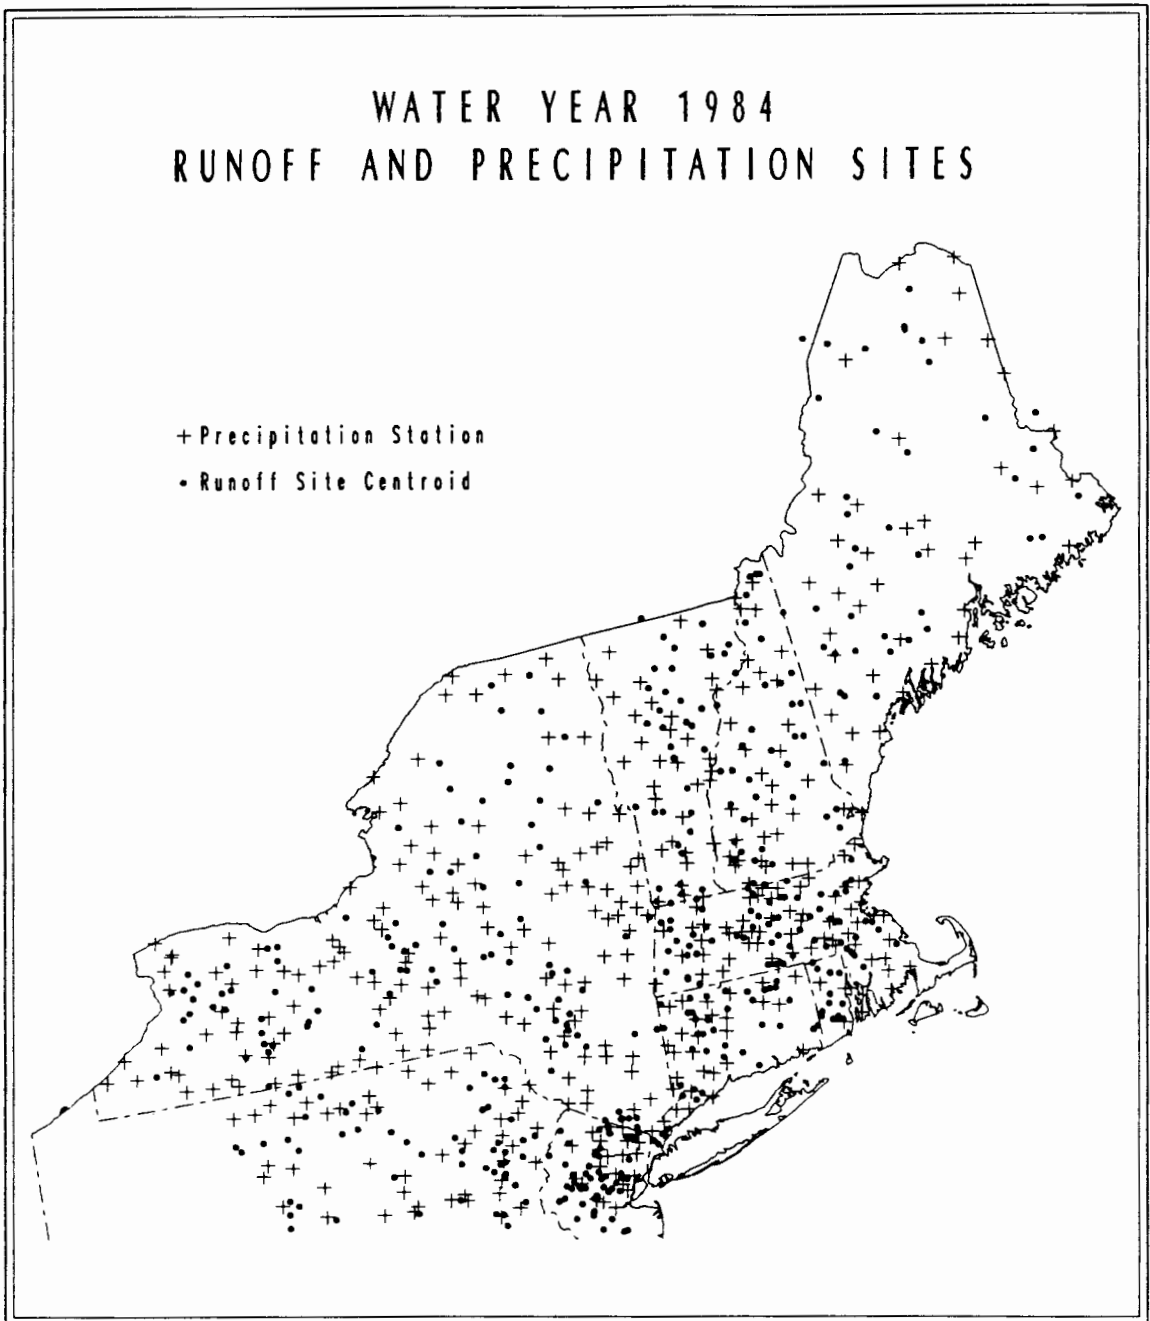 WATER YEAR 1984
RUNOFF AND PRECIPITATION SITES
+ Precipitation Station
• Runoff Site Centroid